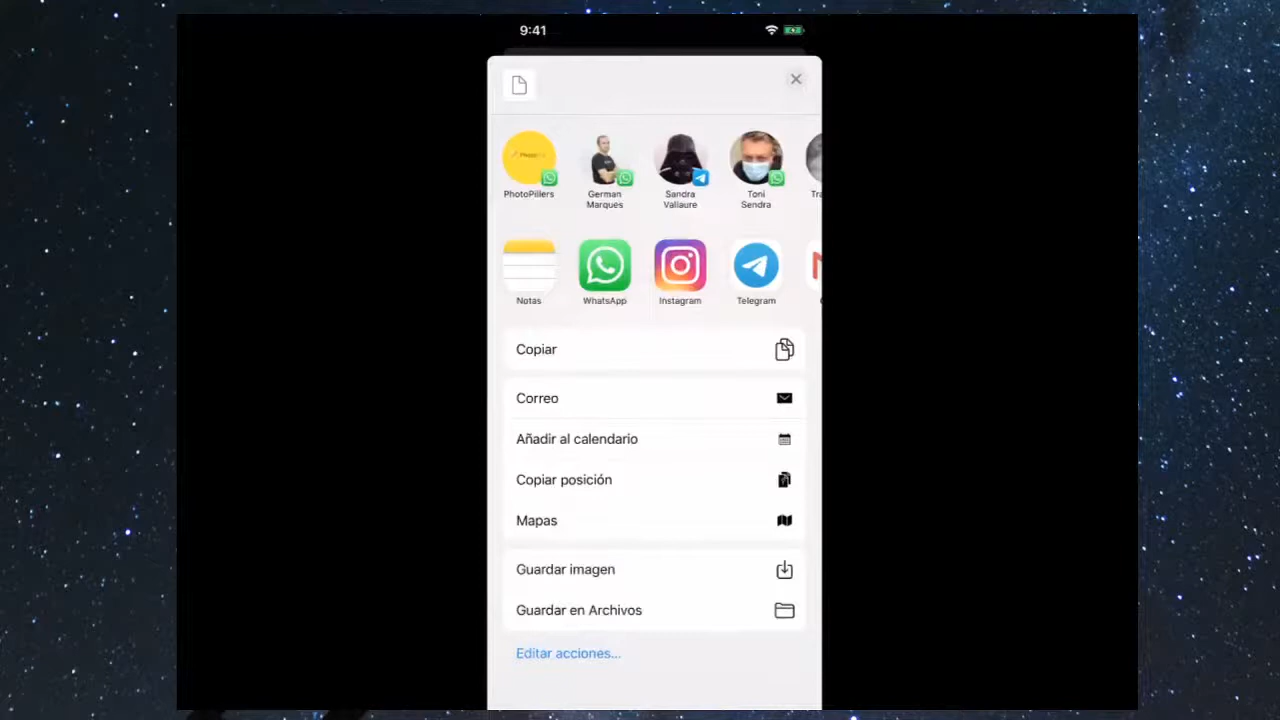 9:41
PhotoPillers
German
Marques
Sandra
Vallaure
Toni
Sendra
Notas
WhatsApp
Instagram
Telegram
Copiar
Correo
Añadir al calendario
Copiar posición
Mapas
Guardar imagen
Guardar en Archivos
Editar acciones...